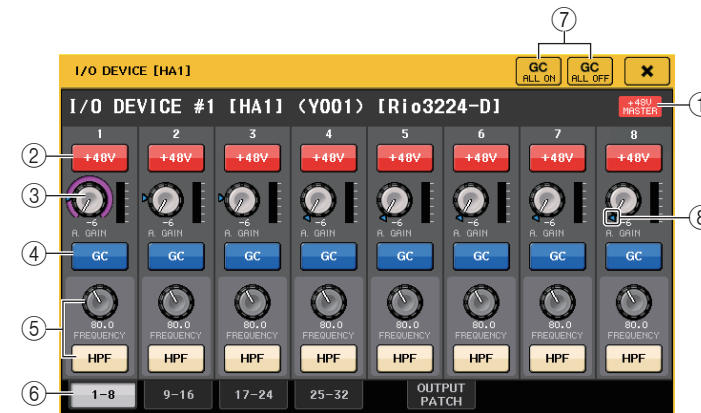 7
I/O DEVICE [HA1]
GC ALL ON
GC ALL OFF
I/O DEVICE #1 [HA1] (Y001) [Rio3224-D]
+48V MASTER
1
1 2 3 4 5 6 7 8
2
+48V +48V +48V +48V +48V +48V +48V +48V
3
-6 -6 -6 -6 -6 -6 -6 -6
8
A. GAIN A. GAIN A. GAIN A. GAIN A. GAIN A. GAIN A. GAIN A. GAIN
4
GC GC GC GC GC GC GC GC
5
80.0 80.0 80.0 80.0 80.0 80.0 80.0 80.0
FREQUENCY FREQUENCY FREQUENCY FREQUENCY FREQUENCY FREQUENCY FREQUENCY FREQUENCY
HPF HPF HPF HPF HPF HPF HPF HPF
6
1-8 9-16 17-24 25-32 OUTPUT PATCH